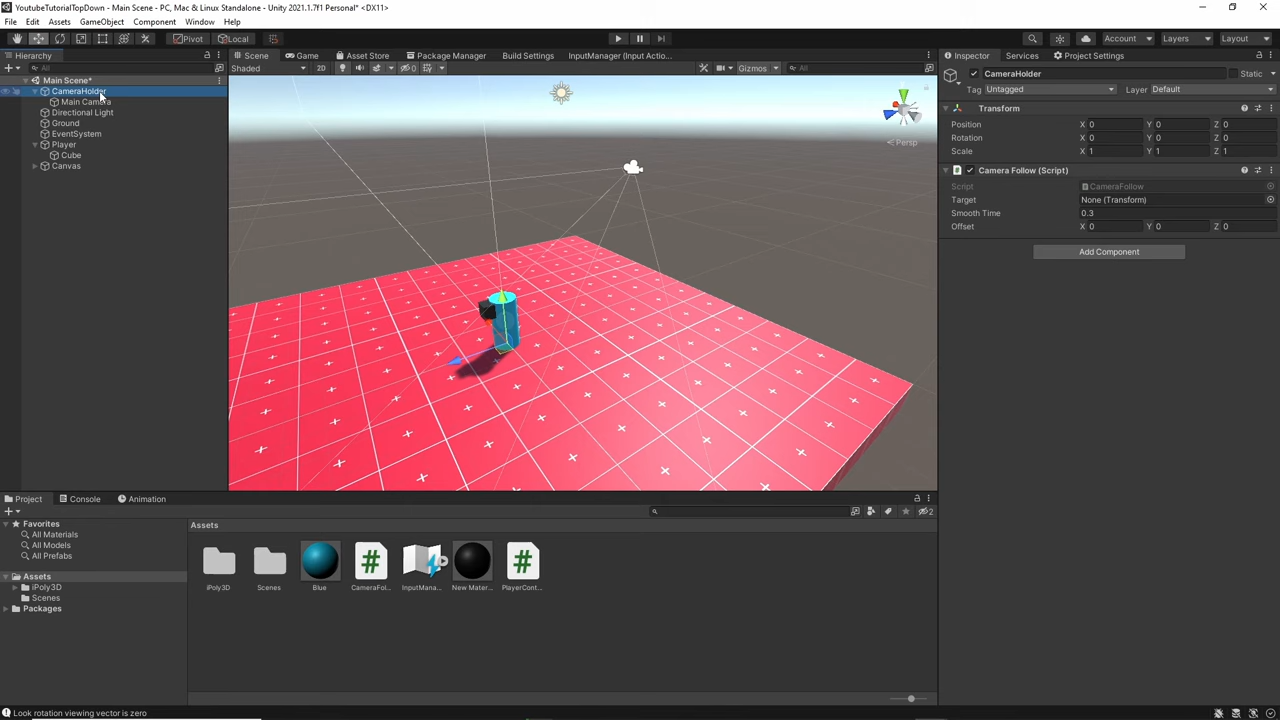 YoutubeTutorialTopDown - Main Scene - PC, Mac & Linux Standalone - Unity 2021.1.7f1 Personal* <DX11>
File Edit Assets GameObject Component Window Help
Pivot Local Account Layers Layout
Hierarchy
All
Main Scene*
CameraHolder
Main Camera
Directional Light
Ground
EventSystem
Player
Cube
Canvas
Scene Game Asset Store Package Manager Build Settings InputManager (Input Actio...
Shaded 2D 0 Gizmos All
Persp
Inspector Services Project Settings
CameraHolder Static
Tag Untagged Layer Default
Transform
Position X 0 Y 0 Z 0
Rotation X 0 Y 0 Z 0
Scale X 1 Y 1 Z 1
Camera Follow (Script)
Script CameraFollow
Target None (Transform)
Smooth Time 0.3
Offset X 0 Y 0 Z 0
Add Component
Project Console Animation
2
Favorites
All Materials
All Models
All Prefabs
Assets
iPoly3D
Scenes
Packages
Assets
iPoly3D Scenes Blue CameraFol... InputMana... New Mater... PlayerCont...
Look rotation viewing vector is zero